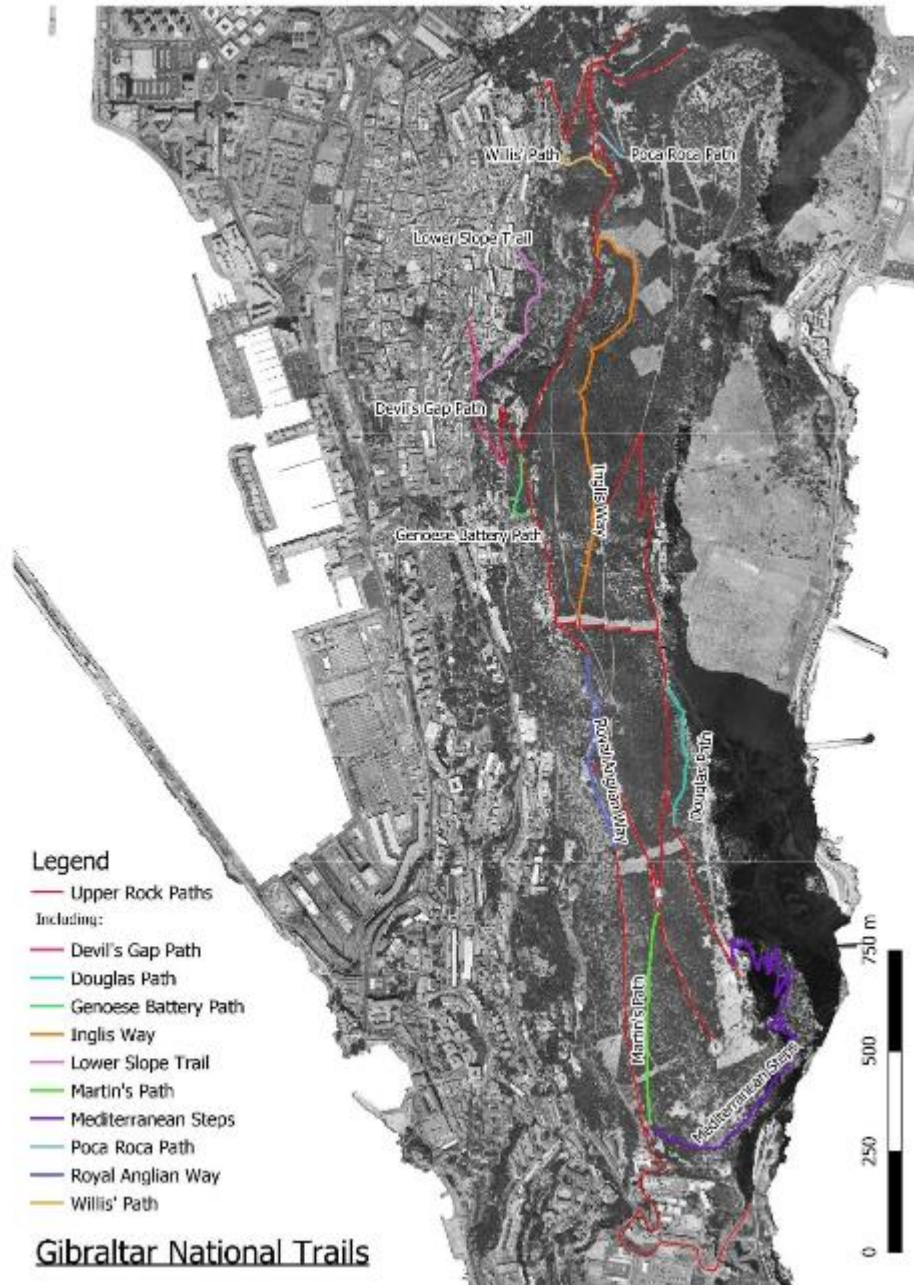 Willis' Path
Poca Roca Path
Lower Slope Trail
Devil's Gap Path
Inglis Way
Genoese Battery Path
Royal Anglian Way
Douglas Path
Martin's Path
Mediterranean Steps
Legend
Upper Rock Paths
Including:
Devil's Gap Path
Douglas Path
Genoese Battery Path
Inglis Way
Lower Slope Trail
Martin's Path
Mediterranean Steps
Poca Roca Path
Royal Anglian Way
Willis' Path
Gibraltar National Trails
750 m
500
250
0